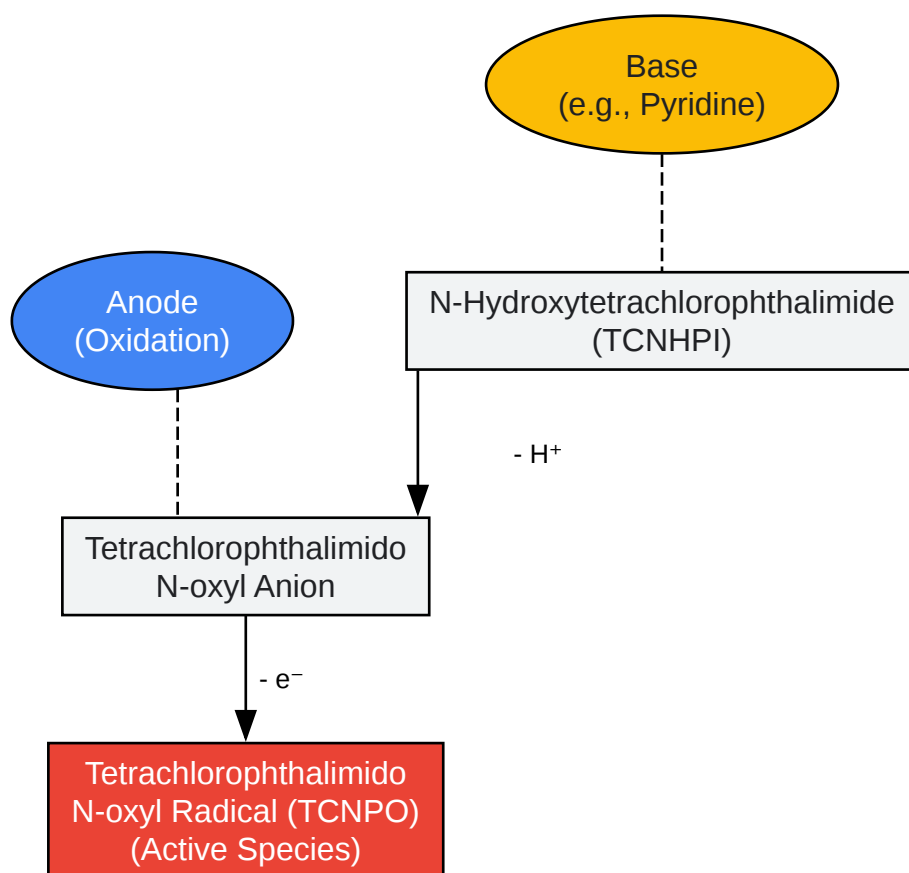 Base
(e.g., Pyridine)
Anode
(Oxidation)
N-Hydroxytetrachlorophthalimide
(TCNHPI)
- H⁺
Tetrachlorophthalimido
N-oxyl Anion
- e⁻
Tetrachlorophthalimido
N-oxyl Radical (TCNPO)
(Active Species)